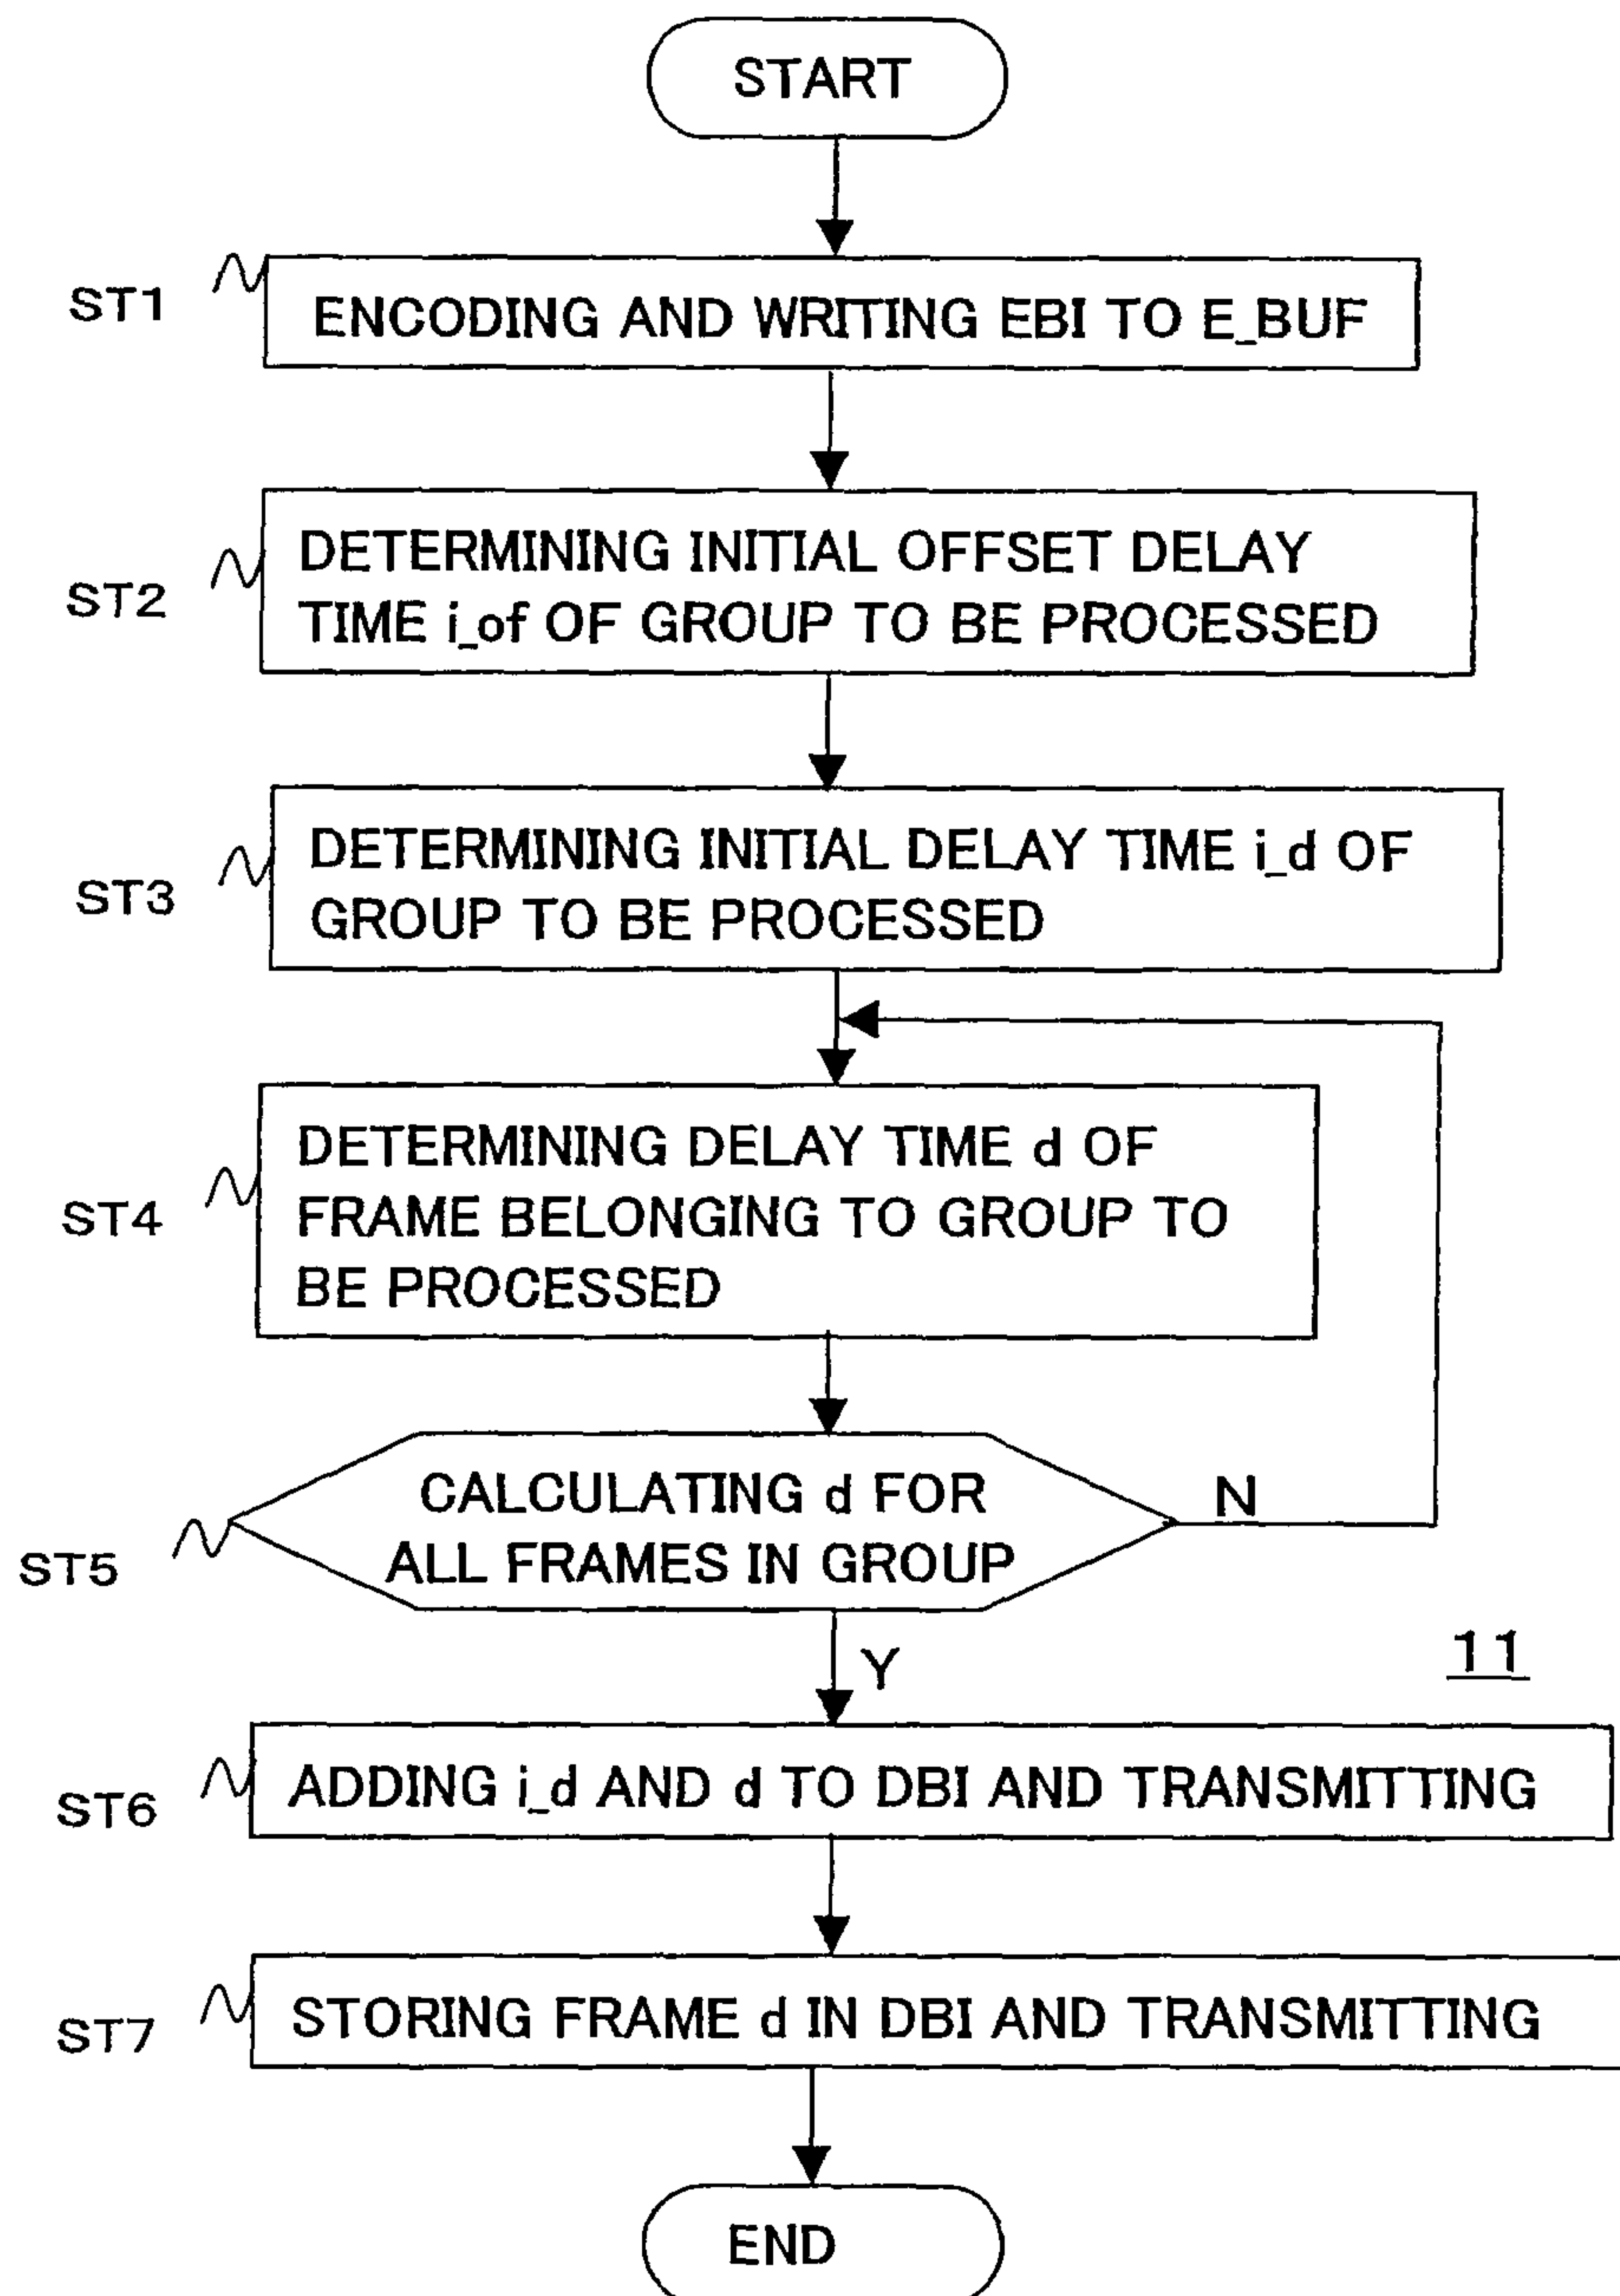 START
ST1
ENCODING AND WRITING EBI TO E_BUF
ST2
DETERMINING INITIAL OFFSET DELAY
TIME i_of OF GROUP TO BE PROCESSED
ST3
DETERMINING INITIAL DELAY TIME i_d OF
GROUP TO BE PROCESSED
ST4
DETERMINING DELAY TIME d OF
FRAME BELONGING TO GROUP TO
BE PROCESSED
ST5
CALCULATING d FOR
ALL FRAMES IN GROUP
N
Y
11
ST6
ADDING i_d AND d TO DBI AND TRANSMITTING
ST7
STORING FRAME d IN DBI AND TRANSMITTING
END